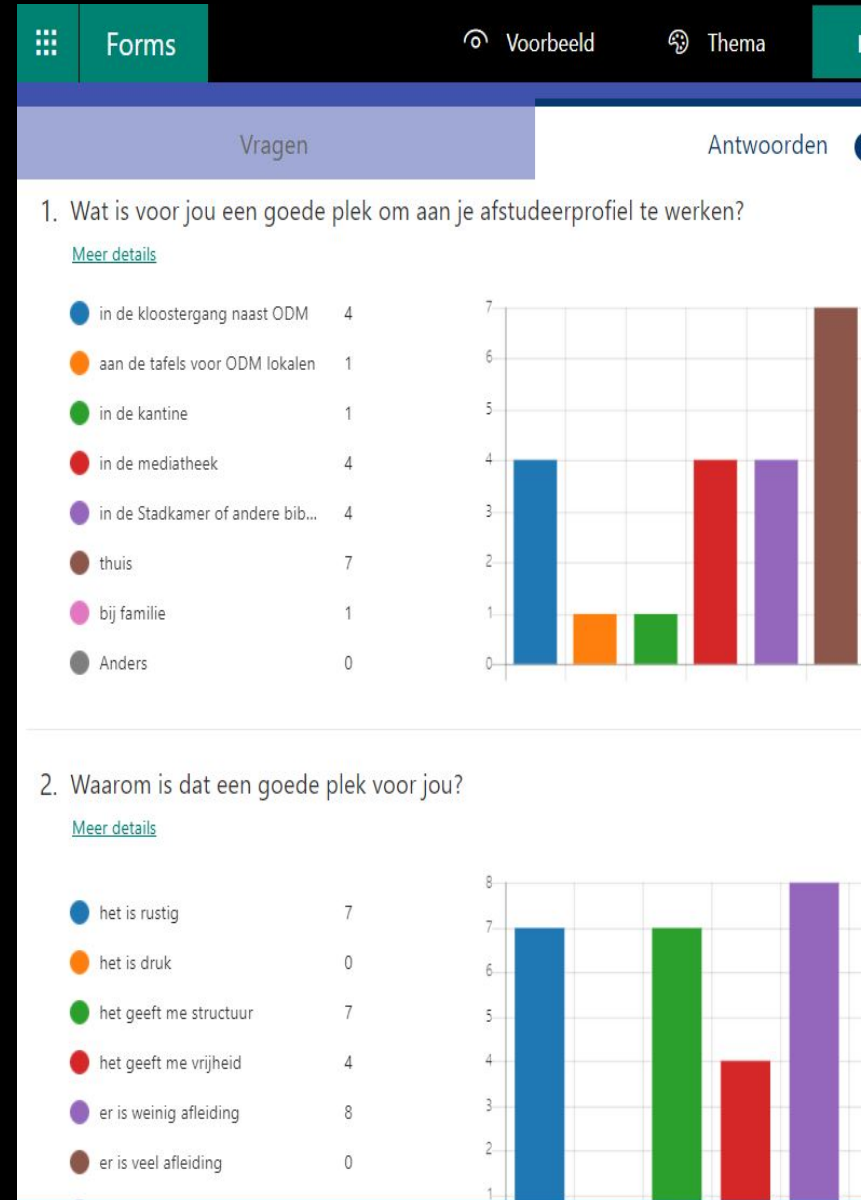 Forms
Voorbeeld
Thema
Vragen
Antwoorden
1. Wat is voor jou een goede plek om aan je afstudeerprofiel te werken?
Meer details
in de kloostergang naast ODM 4
aan de tafels voor ODM lokalen 1
in de kantine 1
in de mediatheek 4
in de Stadkamer of andere bib... 4
thuis 7
bij familie 1
Anders 0
7
6
5
4
3
2
1
0
2. Waarom is dat een goede plek voor jou?
Meer details
het is rustig 7
het is druk 0
het geeft me structuur 7
het geeft me vrijheid 4
er is weinig afleiding 8
er is veel afleiding 0
8
7
6
5
4
3
2
1